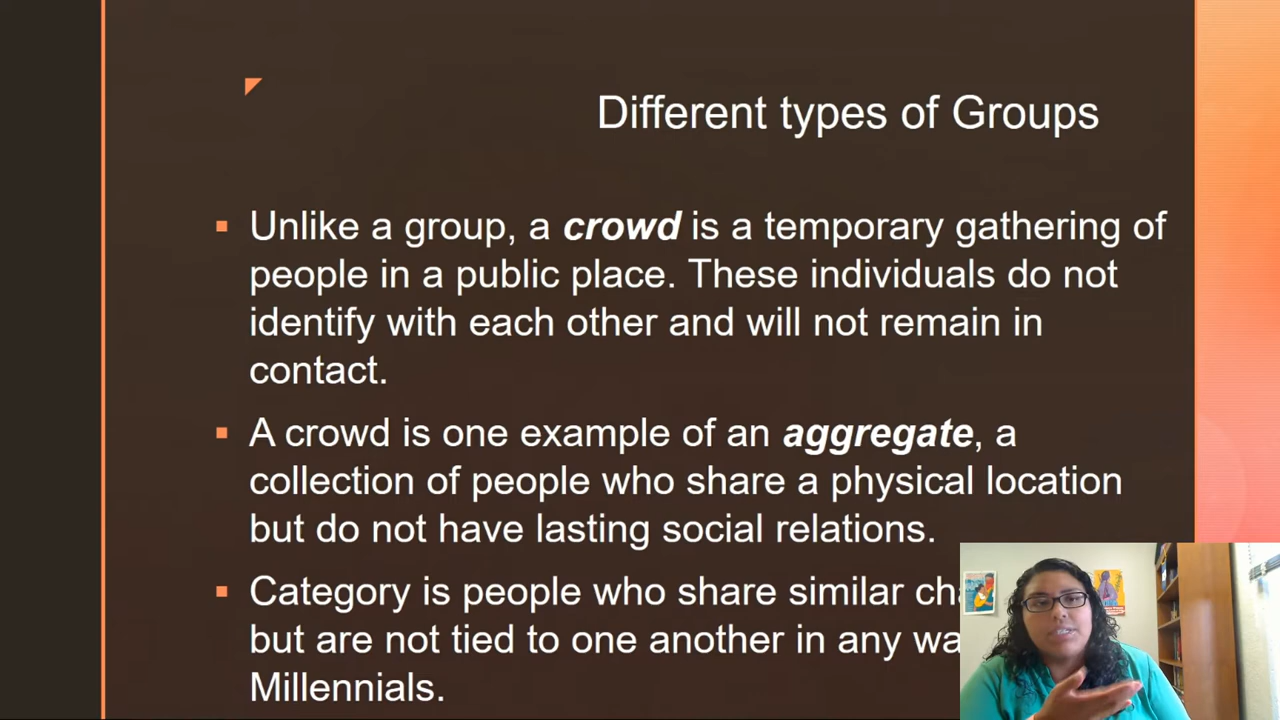 Different types of Groups
Unlike a group, a crowd is a temporary gathering of
people in a public place. These individuals do not
identify with each other and will not remain in
contact.
A crowd is one example of an aggregate, a
collection of people who share a physical location
but do not have lasting social relations.
Category is people who share similar
but are not tied to one another in any
Millennials.